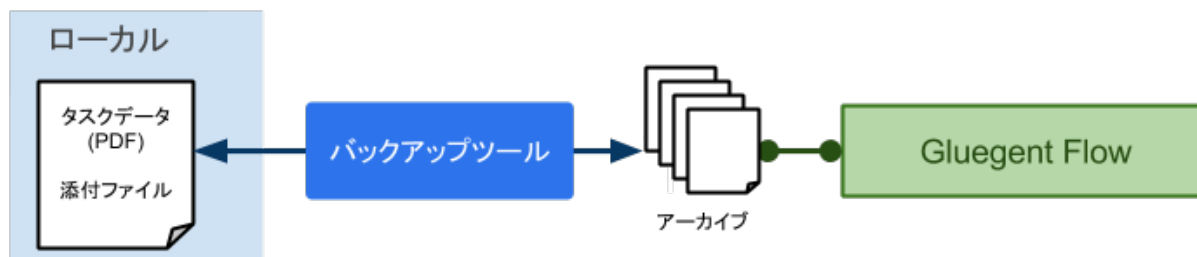 ローカル
タスクデータ
(PDF)
添付ファイル
バックアップツール
アーカイブ
Gluegent Flow